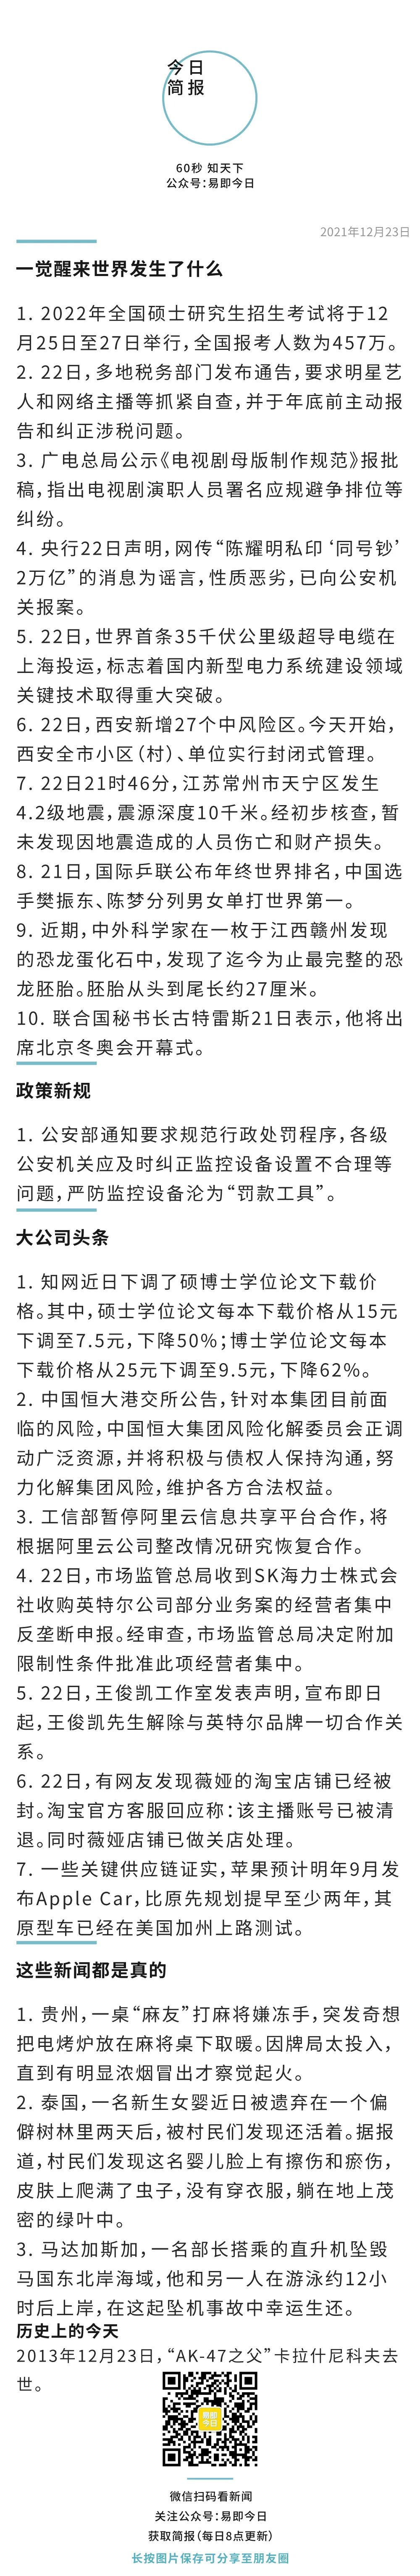 今日
简报
60秒 知天下
公众号：易即今日
2021年12月23日
一觉醒来世界发生了什么
1. 2022年全国硕士研究生招生考试将于12
月25日至27日举行，全国报考人数为457万。
2. 22日，多地税务部门发布通告，要求明星艺
人和网络主播等抓紧自查，并于年底前主动报
告和纠正涉税问题。
3. 广电总局公示《电视剧母版制作规范》报批
稿，指出电视剧演职人员署名应规避争排位等
纠纷。
4. 央行22日声明，网传“陈耀明私印 ‘同号钞’
2万亿”的消息为谣言，性质恶劣，已向公安机
关报案。
5. 22日，世界首条35千伏公里级超导电缆在
上海投运，标志着国内新型电力系统建设领域
关键技术取得重大突破。
6. 22日，西安新增27个中风险区。今天开始，
西安全市小区（村）、单位实行封闭式管理。
7. 22日21时46分，江苏常州市天宁区发生
4.2级地震，震源深度10千米。经初步核查，暂
未发现因地震造成的人员伤亡和财产损失。
8. 21日，国际乒联公布年终世界排名，中国选
手樊振东、陈梦分列男女单打世界第一。
9. 近期，中外科学家在一枚于江西赣州发现
的恐龙蛋化石中，发现了迄今为止最完整的恐
龙胚胎。胚胎从头到尾长约27厘米。
10. 联合国秘书长古特雷斯21日表示，他将出
席北京冬奥会开幕式。
政策新规
1. 公安部通知要求规范行政处罚程序，各级
公安机关应及时纠正监控设备设置不合理等
问题，严防监控设备沦为“罚款工具”。
大公司头条
1. 知网近日下调了硕博士学位论文下载价
格。其中，硕士学位论文每本下载价格从15元
下调至7.5元，下降50%；博士学位论文每本
下载价格从25元下调至9.5元，下降62%。
2. 中国恒大港交所公告，针对本集团目前面
临的风险，中国恒大集团风险化解委员会正调
动广泛资源，并将积极与债权人保持沟通，努
力化解集团风险，维护各方合法权益。
3. 工信部暂停阿里云信息共享平台合作，将
根据阿里云公司整改情况研究恢复合作。
4. 22日，市场监管总局收到SK海力士株式会
社收购英特尔公司部分业务案的经营者集中
反垄断申报。经审查，市场监管总局决定附加
限制性条件批准此项经营者集中。
5. 22日，王俊凯工作室发表声明，宣布即日
起，王俊凯先生解除与英特尔品牌一切合作关
系。
6. 22日，有网友发现薇娅的淘宝店铺已经被
封。淘宝官方客服回应称：该主播账号已被清
退。同时薇娅店铺已做关店处理。
7. 一些关键供应链证实，苹果预计明年9月发
布Apple Car，比原先规划提早至少两年，其
原型车已经在美国加州上路测试。
这些新闻都是真的
1. 贵州，一桌“麻友”打麻将嫌冻手，突发奇想
把电烤炉放在麻将桌下取暖。因牌局太投入，
直到有明显浓烟冒出才察觉起火。
2. 泰国，一名新生女婴近日被遗弃在一个偏
僻树林里两天后，被村民们发现还活着。据报
道，村民们发现这名婴儿脸上有擦伤和瘀伤，
皮肤上爬满了虫子，没有穿衣服，躺在地上茂
密的绿叶中。
3. 马达加斯加，一名部长搭乘的直升机坠毁
马国东北岸海域，他和另一人在游泳约12小
时后上岸，在这起坠机事故中幸运生还。
历史上的今天
2013年12月23日，“AK-47之父”卡拉什尼科夫去
世。
易即
今日
微信扫码看新闻
关注公众号：易即今日
获取简报（每日8点更新）
长按图片保存可分享至朋友圈